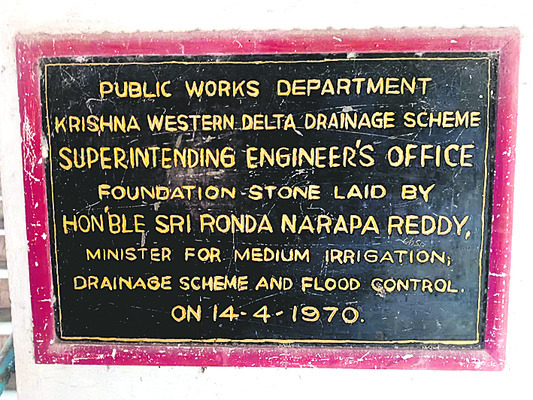 PUBLIC WORKS DEPARTMENT
KRISHNA WESTERN DELTA DRAINAGE SCHEME
SUPERINTENDING ENGINEER'S OFFICE
FOUNDATION-STONE LAID BY
HON'BLE SRI RONDA NARAPA REDDY,
MINISTER FOR MEDIUM IRRIGATION;
DRAINAGE SCHEME AND FLOOD CONTROL.
ON 14-4-1970.